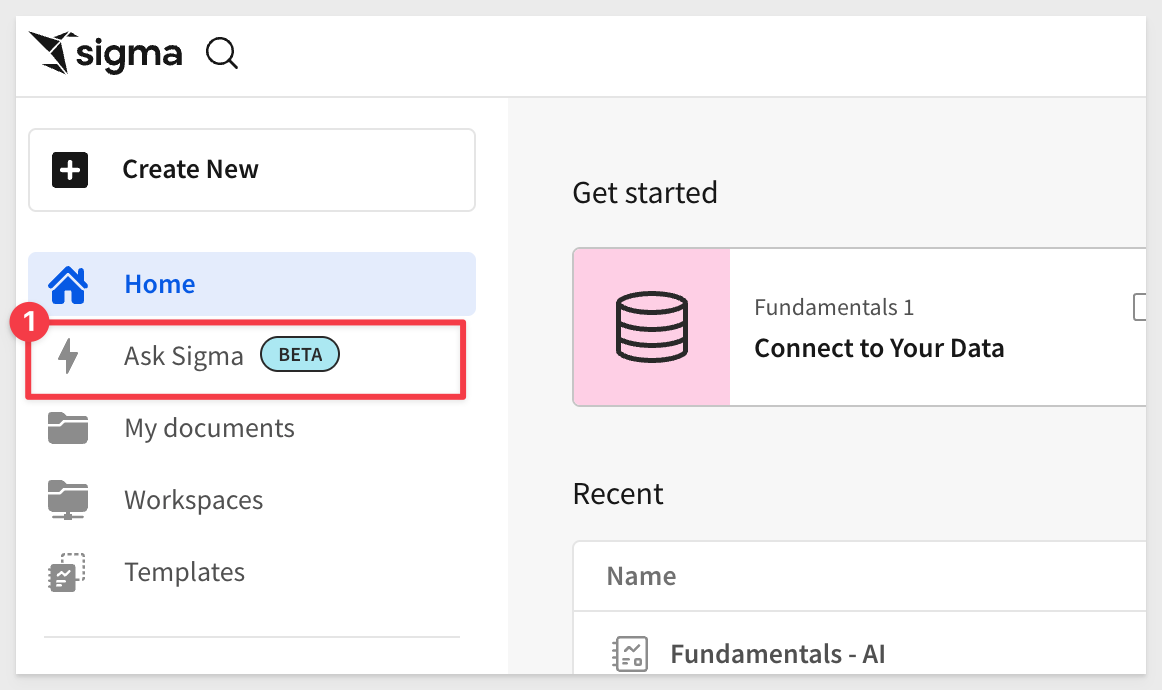 sigma
Create New
Home
1
Ask Sigma BETA
My documents
Workspaces
Templates
Get started
Fundamentals 1
Connect to Your Data
Recent
Name
Fundamentals - AI